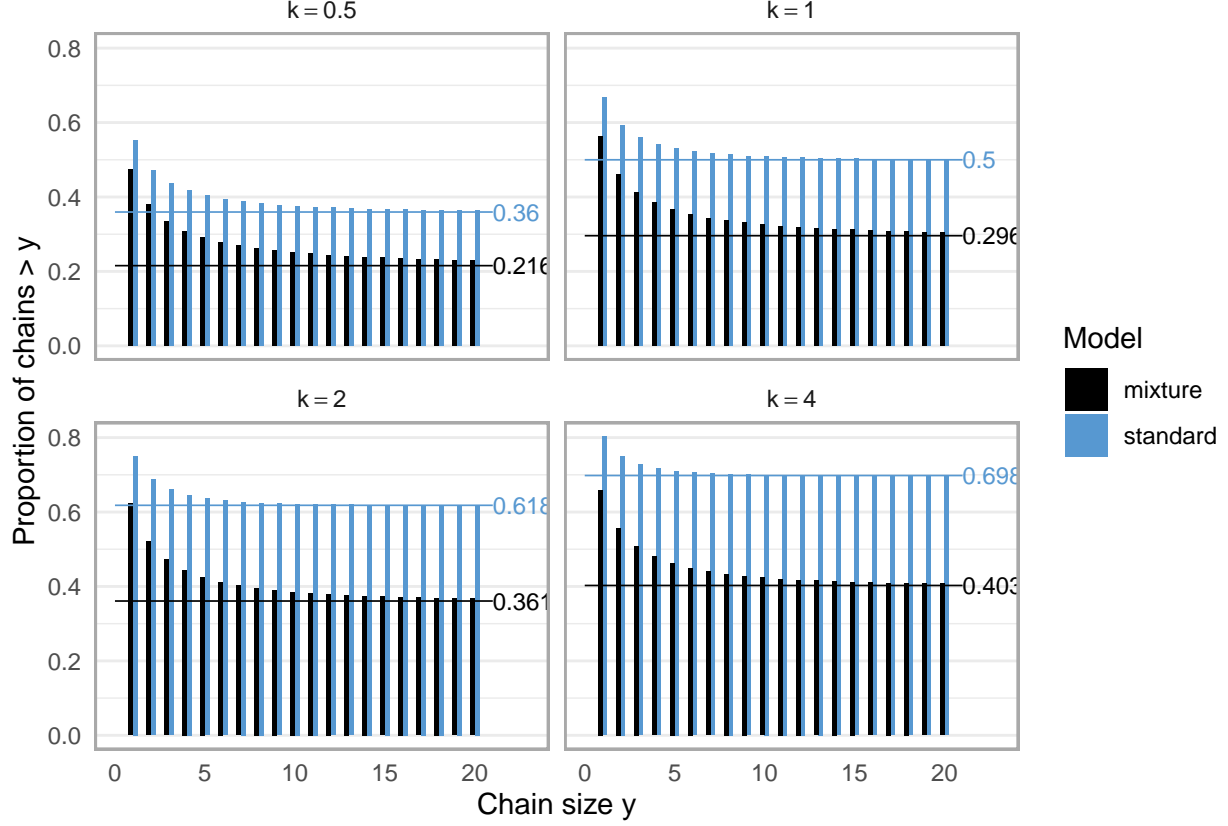 k = 0.5
k = 1
0.8
0.6
0.4
0.2
0.0
0.36
0.216
0.5
0.296
k = 2
k = 4
0.8
0.6
0.4
0.2
0.0
0.618
0.361
0.698
0.403
0 5 10 15 20
0 5 10 15 20
Chain size y
Proportion of chains > y
Model
mixture
standard